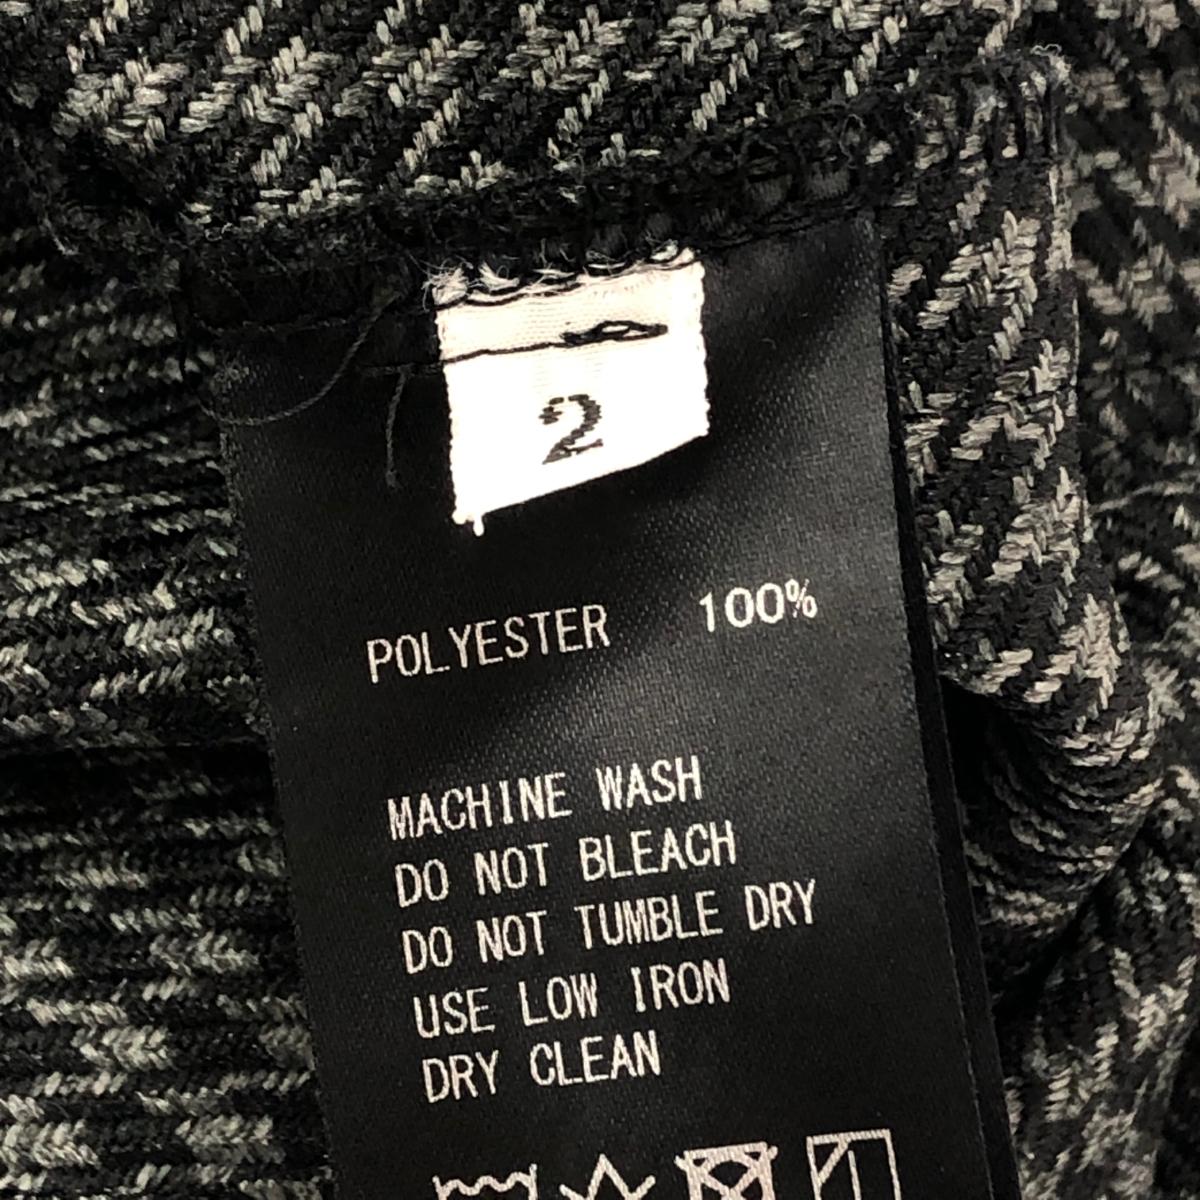 2
POLYESTER 100%
MACHINE WASH
DO NOT BLEACH
DO NOT TUMBLE DRY
USE LOW IRON
DRY CLEAN